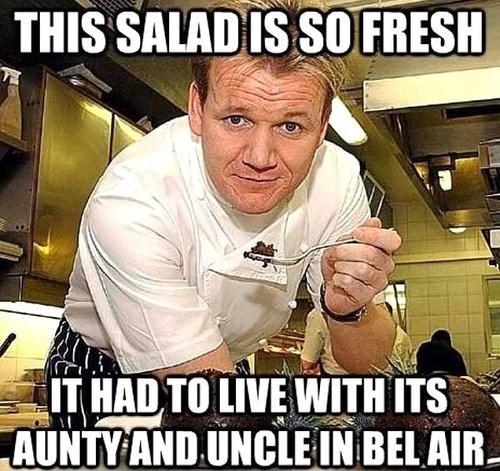 THIS SALAD IS SO FRESH
IT HAD TO LIVE WITH ITS
AUNTY AND UNCLE IN BEL AIR